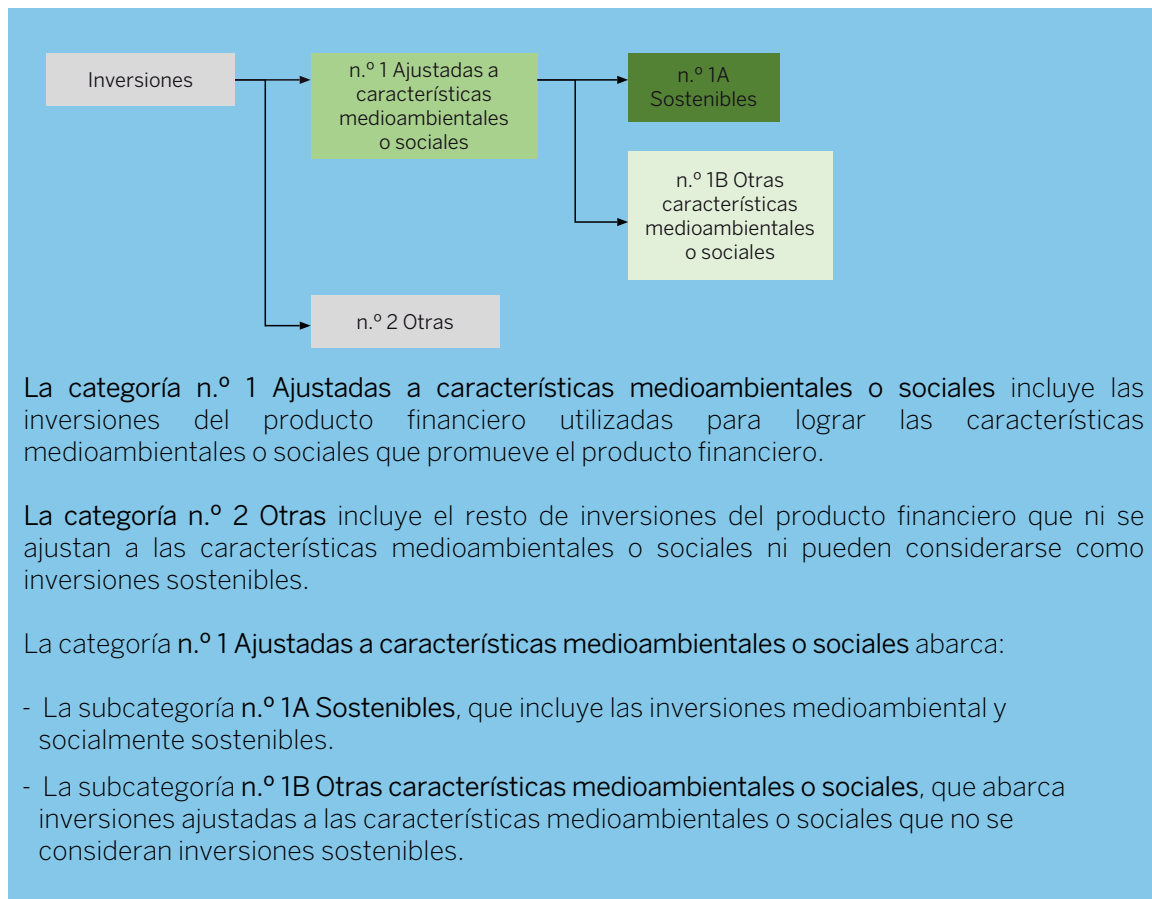 Inversiones
n.º 1 Ajustadas a
características
medioambientales
o sociales
n.º 1A
Sostenibles
n.º 1B Otras
características
medioambientales
o sociales
n.º 2 Otras
La categoría n.º 1 Ajustadas a características medioambientales o sociales incluye las
inversiones del producto financiero utilizadas para lograr las características
medioambientales o sociales que promueve el producto financiero.
La categoría n.º 2 Otras incluye el resto de inversiones del producto financiero que ni se
ajustan a las características medioambientales o sociales ni pueden considerarse como
inversiones sostenibles.
La categoría n.º 1 Ajustadas a características medioambientales o sociales abarca:
- La subcategoría n.º 1A Sostenibles, que incluye las inversiones medioambiental y
socialmente sostenibles.
- La subcategoría n.º 1B Otras características medioambientales o sociales, que abarca
inversiones ajustadas a las características medioambientales o sociales que no se
consideran inversiones sostenibles.